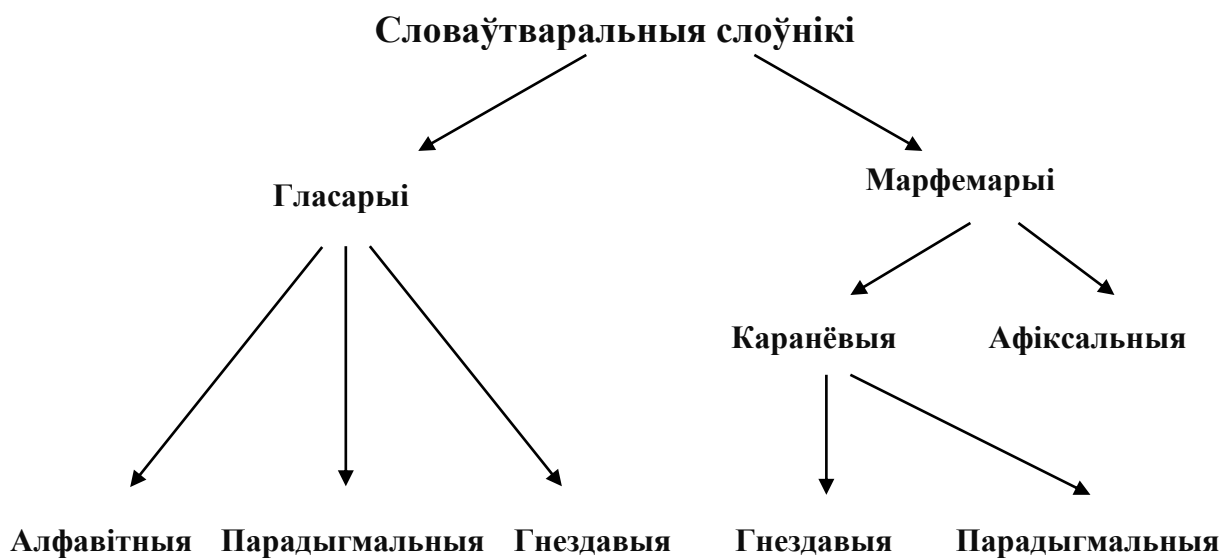 Словаўтваральныя слоўнікі
Гласарыі
Марфемарыі
Каранёвыя
Афіксальныя
Алфавітныя
Парадыгмальныя
Гнездавыя
Гнездавыя
Парадыгмальныя